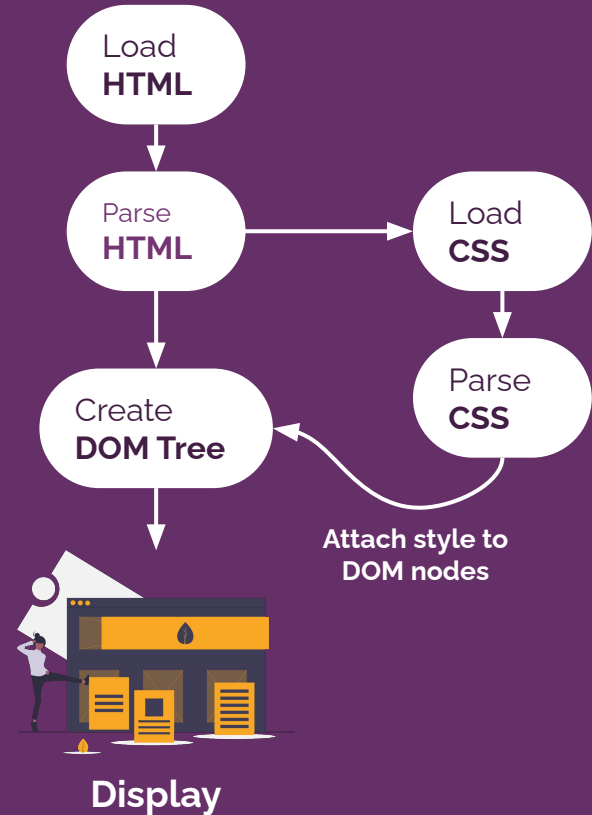 Load
HTML
Parse
HTML
Load
CSS
Create
DOM Tree
Parse
CSS
Attach style to
DOM nodes
Display